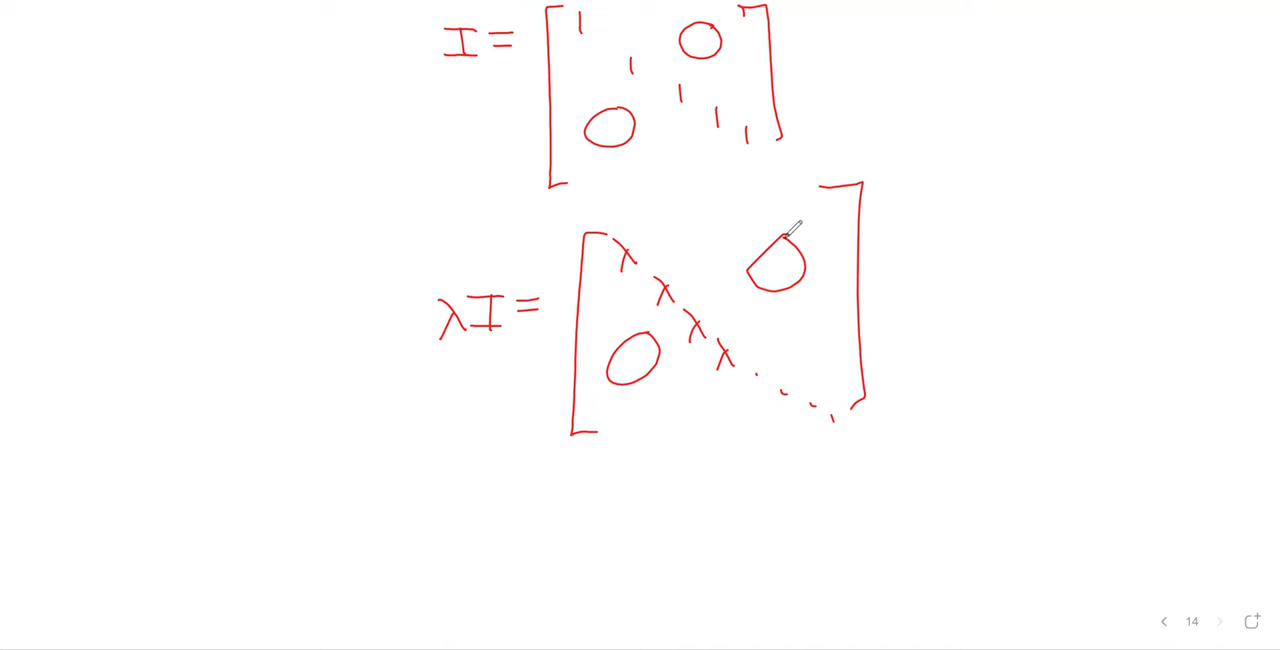 I = [ 1 0
1
1
0 1
1 ]
λI = [ λ 0
λ
λ
0 λ . . . . ]
14